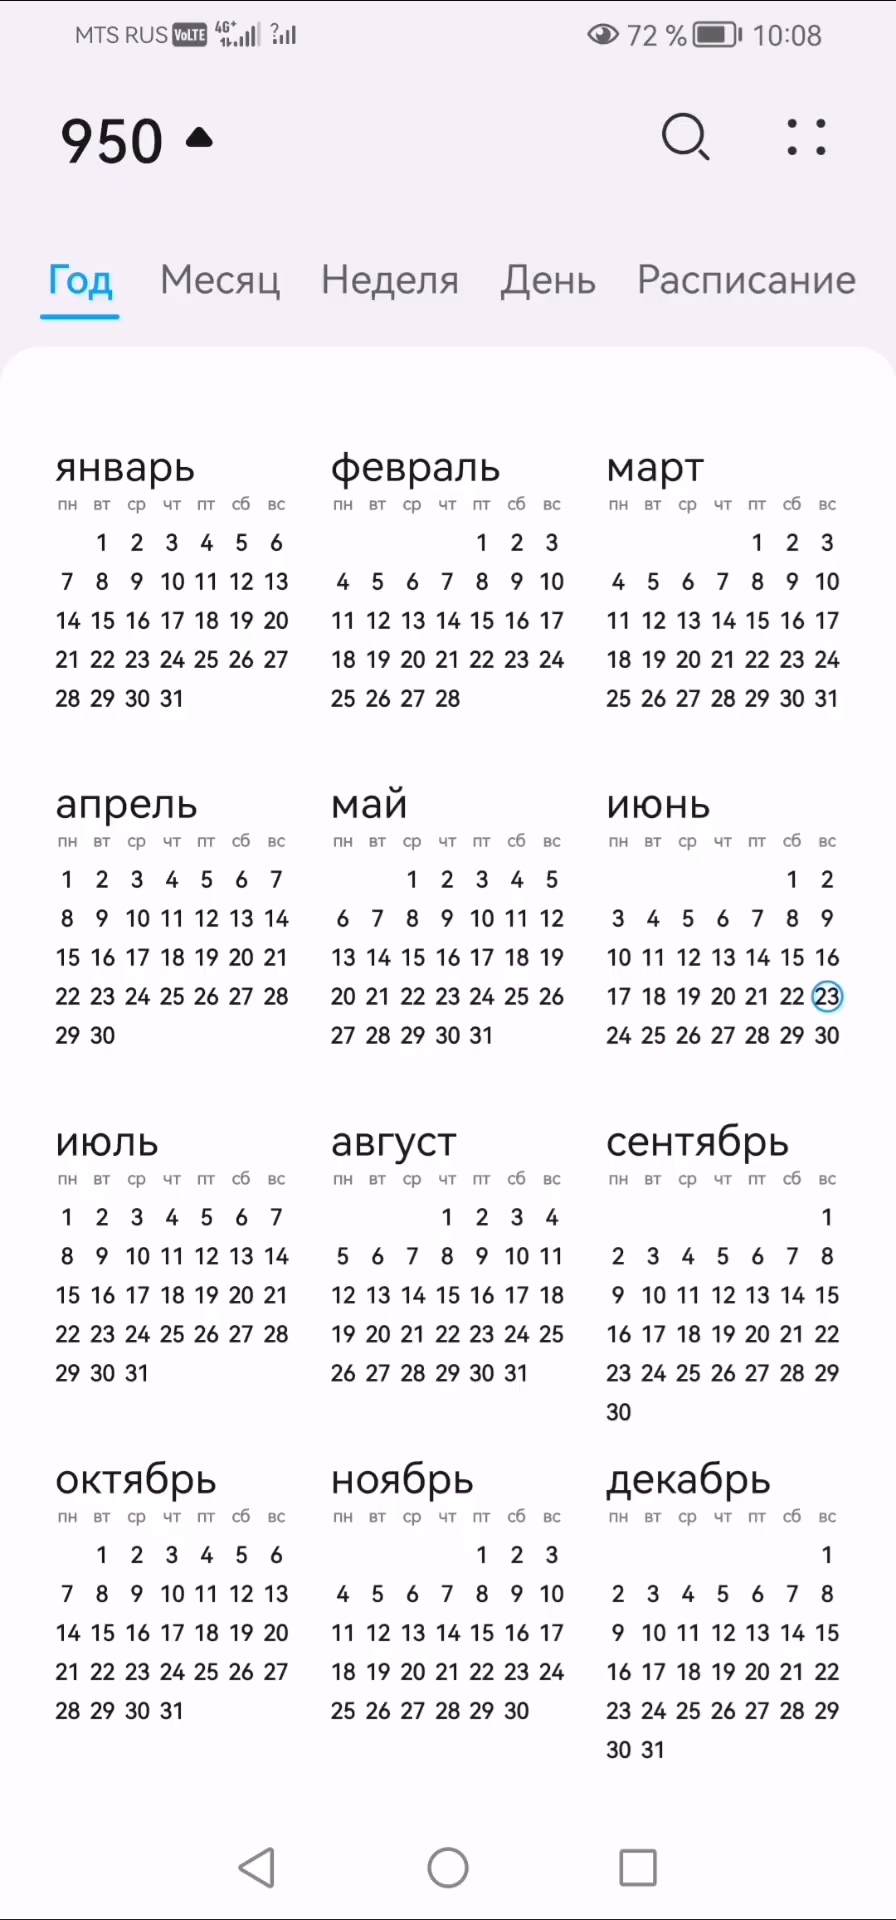 MTS RUS VoLTE 4G+ ? 72 % 10:08
950
Год Месяц Неделя День Расписание
январь февраль март
пн вт ср чт пт сб вс пн вт ср чт пт сб вс пн вт ср чт пт сб вс
1 2 3 4 5 6 1 2 3 1 2 3
7 8 9 10 11 12 13 4 5 6 7 8 9 10 4 5 6 7 8 9 10
14 15 16 17 18 19 20 11 12 13 14 15 16 17 11 12 13 14 15 16 17
21 22 23 24 25 26 27 18 19 20 21 22 23 24 18 19 20 21 22 23 24
28 29 30 31 25 26 27 28 25 26 27 28 29 30 31
апрель май июнь
пн вт ср чт пт сб вс пн вт ср чт пт сб вс пн вт ср чт пт сб вс
1 2 3 4 5 6 7 1 2 3 4 5 1 2
8 9 10 11 12 13 14 6 7 8 9 10 11 12 3 4 5 6 7 8 9
15 16 17 18 19 20 21 13 14 15 16 17 18 19 10 11 12 13 14 15 16
22 23 24 25 26 27 28 20 21 22 23 24 25 26 17 18 19 20 21 22 23
29 30 27 28 29 30 31 24 25 26 27 28 29 30
июль август сентябрь
пн вт ср чт пт сб вс пн вт ср чт пт сб вс пн вт ср чт пт сб вс
1 2 3 4 5 6 7 1 2 3 4 1
8 9 10 11 12 13 14 5 6 7 8 9 10 11 2 3 4 5 6 7 8
15 16 17 18 19 20 21 12 13 14 15 16 17 18 9 10 11 12 13 14 15
22 23 24 25 26 27 28 19 20 21 22 23 24 25 16 17 18 19 20 21 22
29 30 31 26 27 28 29 30 31 23 24 25 26 27 28 29
30
октябрь ноябрь декабрь
пн вт ср чт пт сб вс пн вт ср чт пт сб вс пн вт ср чт пт сб вс
1 2 3 4 5 6 1 2 3 1
7 8 9 10 11 12 13 4 5 6 7 8 9 10 2 3 4 5 6 7 8
14 15 16 17 18 19 20 11 12 13 14 15 16 17 9 10 11 12 13 14 15
21 22 23 24 25 26 27 18 19 20 21 22 23 24 16 17 18 19 20 21 22
28 29 30 31 25 26 27 28 29 30 23 24 25 26 27 28 29
30 31